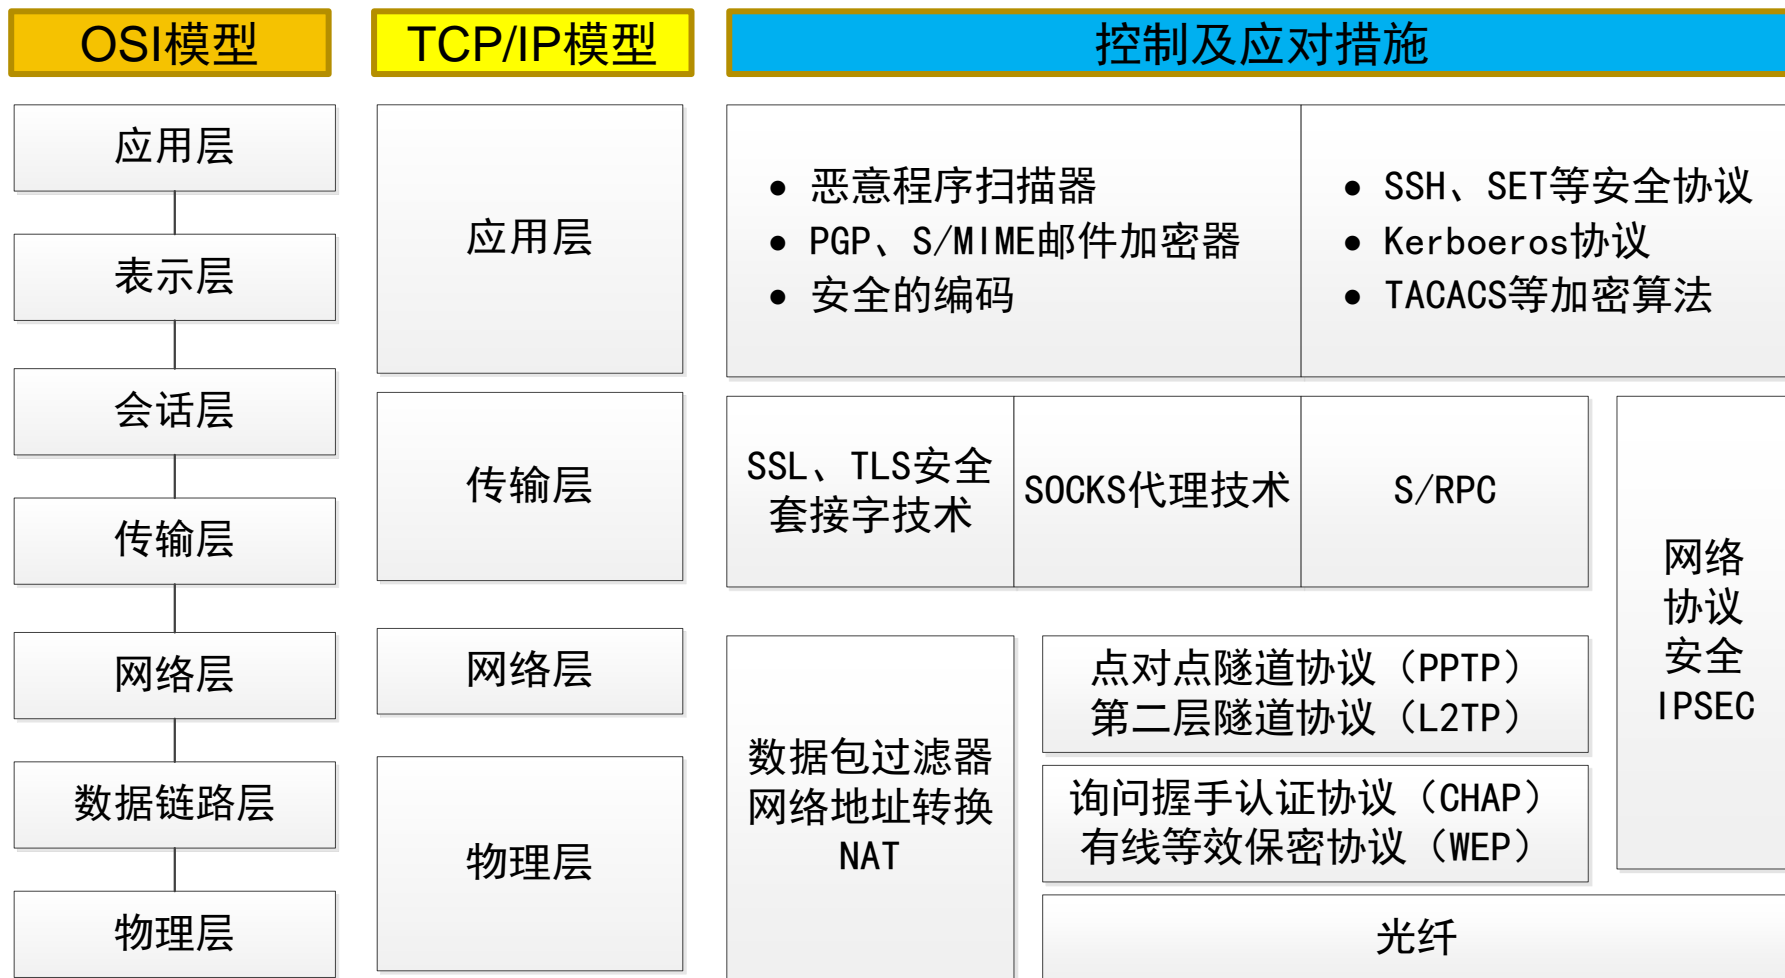 OSI模型
TCP/IP模型
控制及应对措施
应用层
表示层
会话层
传输层
网络层
数据链路层
物理层
应用层
传输层
网络层
物理层
• 恶意程序扫描器
• PGP、S/MIME邮件加密器
• 安全的编码
• SSH、SET等安全协议
• Kerboeros协议
• TACACS等加密算法
SSL、TLS安全
套接字技术
SOCKS代理技术
S/RPC
网络
协议
安全
IPSEC
数据包过滤器
网络地址转换
NAT
点对点隧道协议（PPTP）
第二层隧道协议（L2TP）
询问握手认证协议（CHAP）
有线等效保密协议（WEP）
光纤